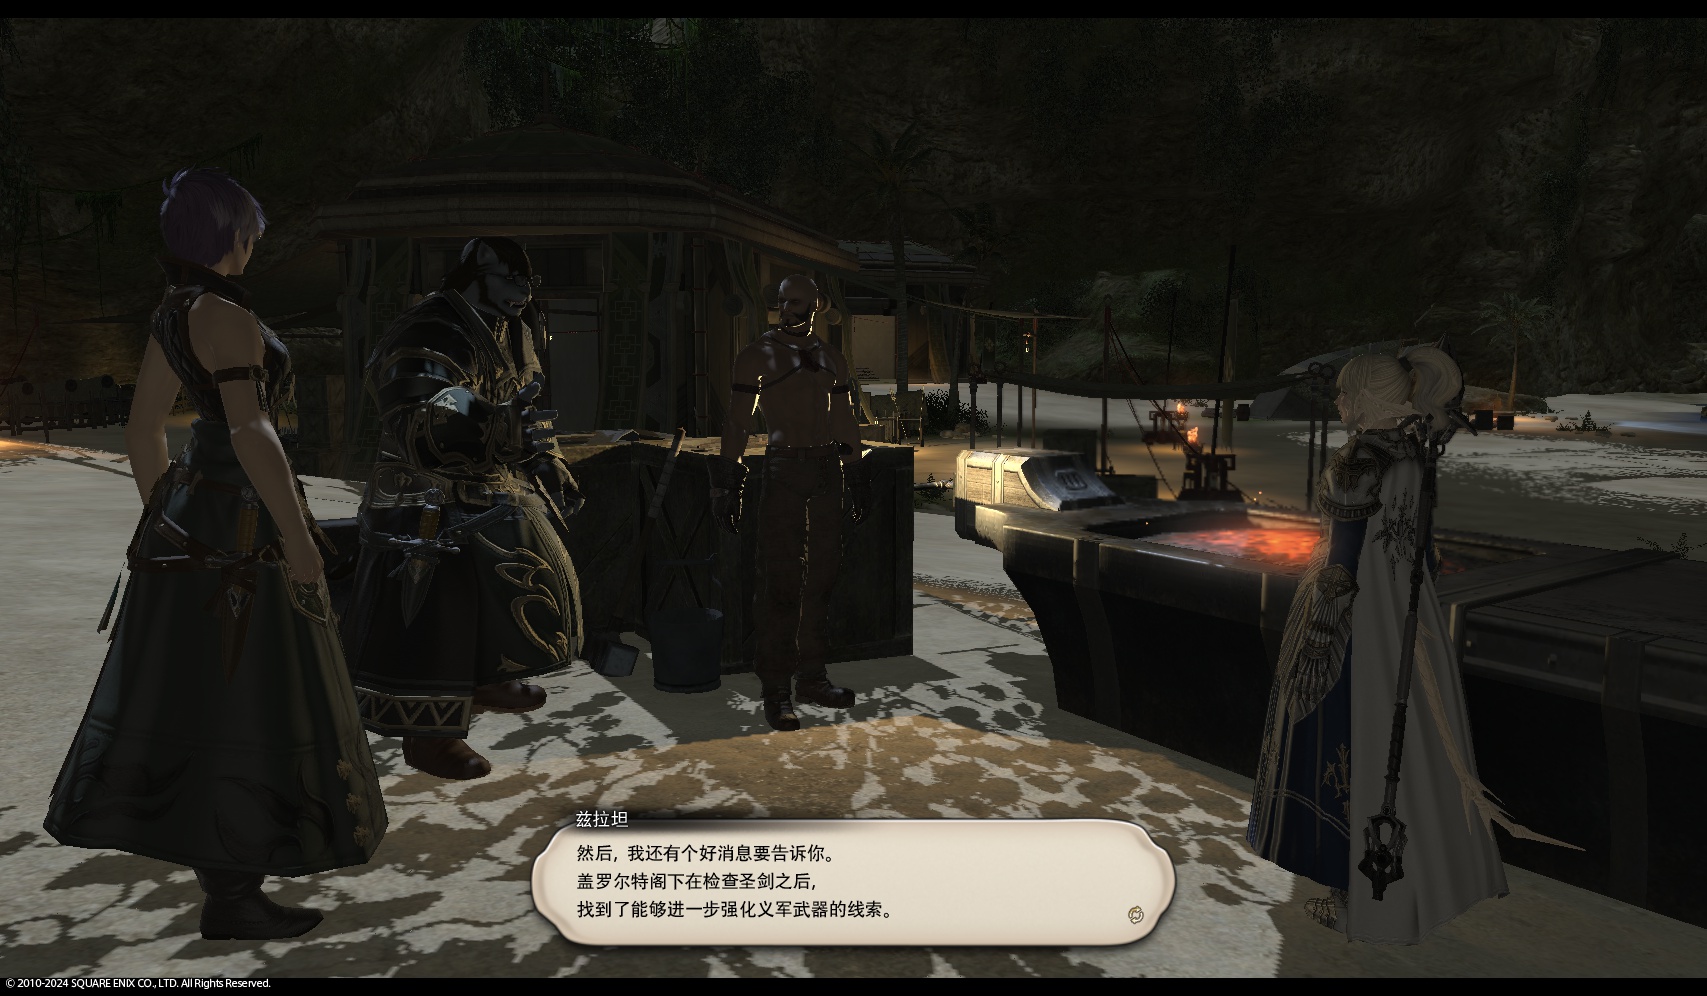 兹拉坦
然后，我还有个好消息要告诉你。
盖罗尔特阁下在检查圣剑之后，
找到了能够进一步强化义军武器的线索。
© 2010-2024 SQUARE ENIX CO., LTD. All Rights Reserved.